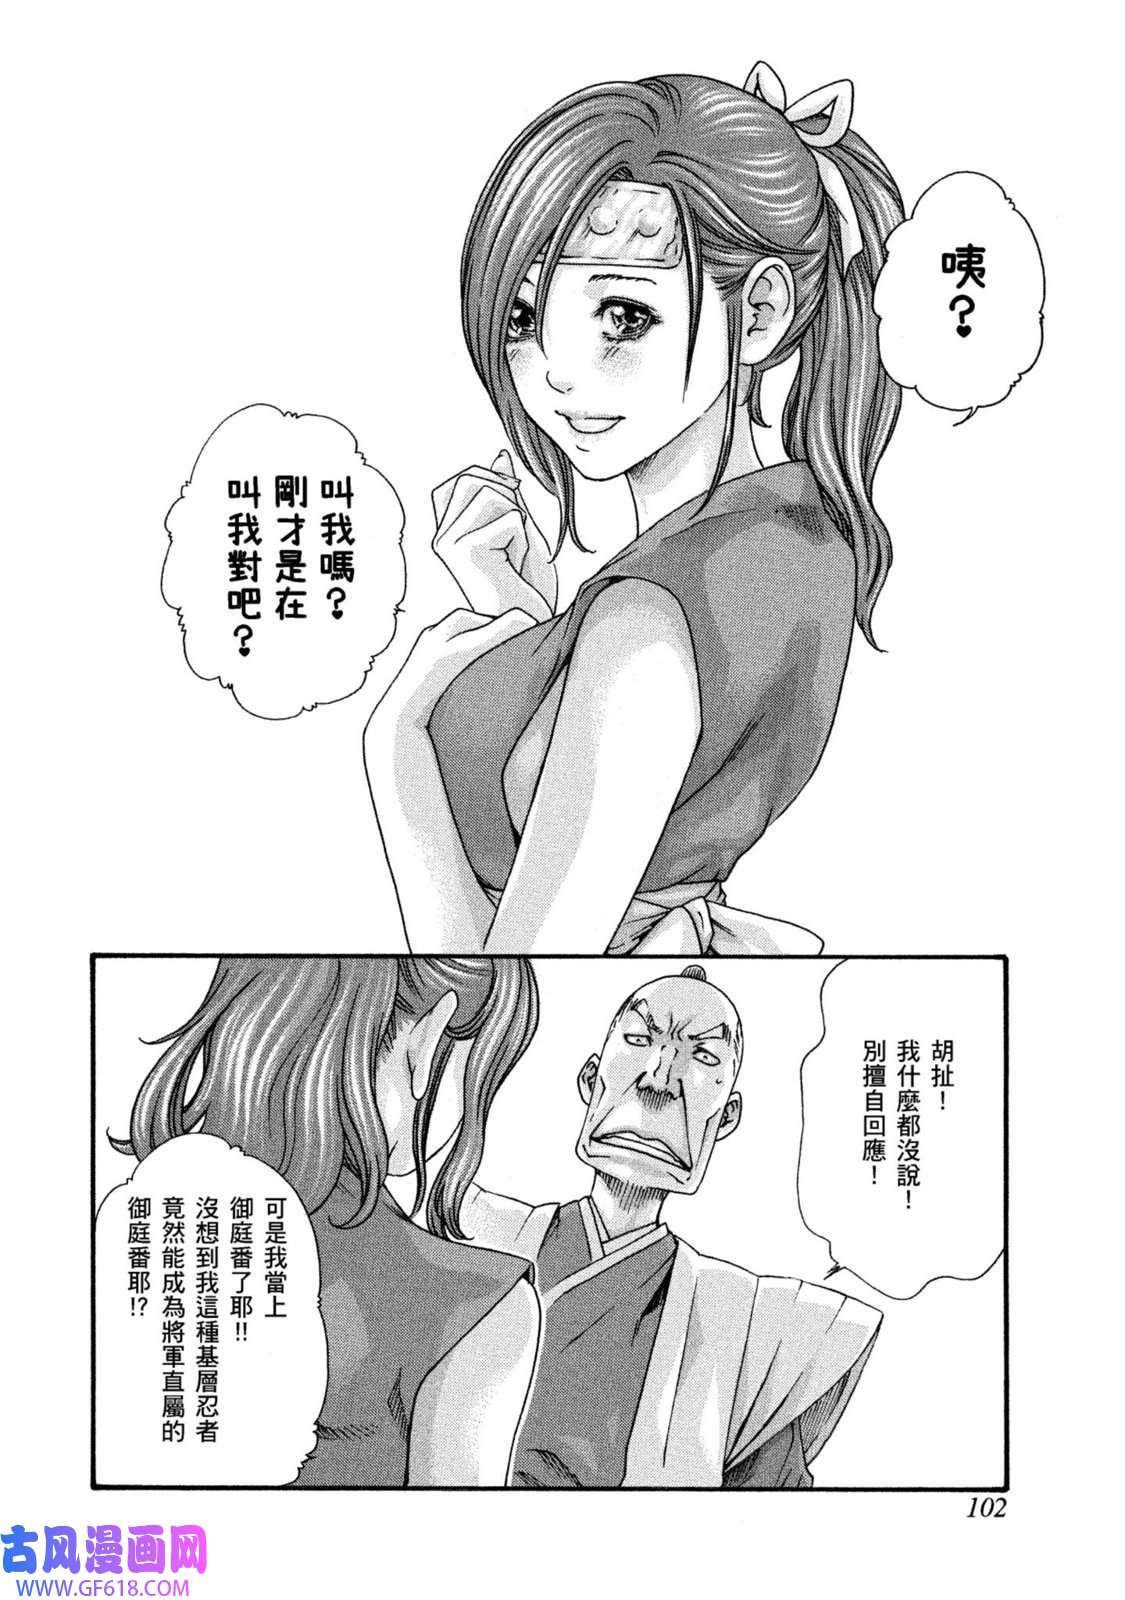 咦？
叫我嗎？
剛才是在
叫我對吧？
胡扯！
我什麼都沒說！
別擅自回應！
可是我當上
御庭番了耶!!
沒想到我這種基層忍者
竟然能成為將軍直屬的
御庭番耶!?
102
古风漫画网
WWW.GF618.COM